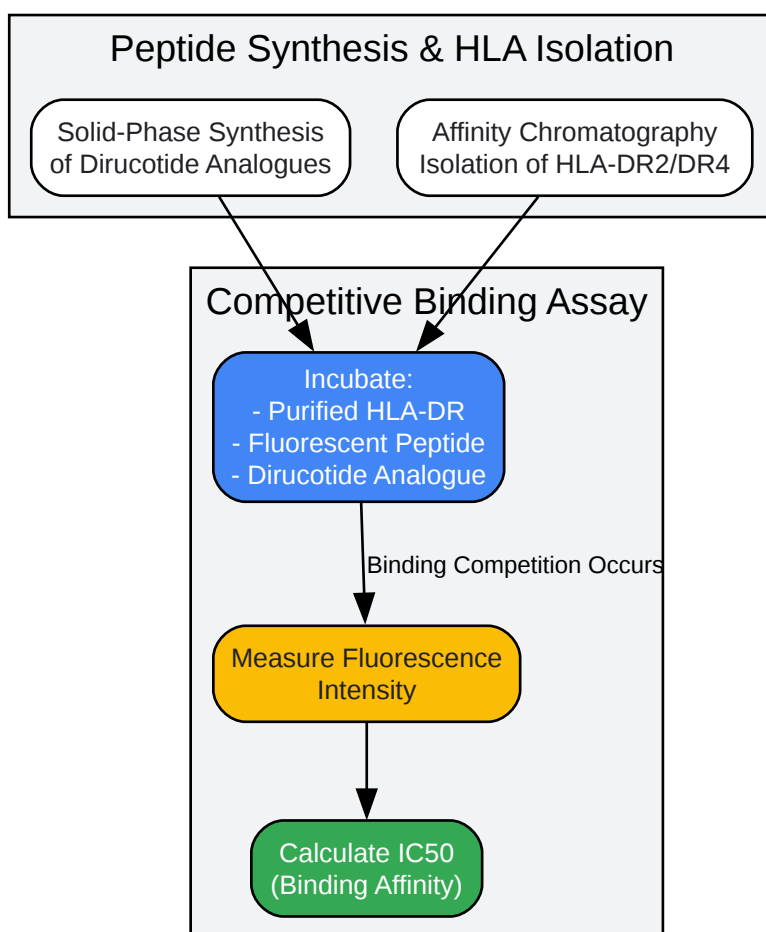 Peptide Synthesis & HLA Isolation
Solid-Phase Synthesis
of Dirucotide Analogues
Affinity Chromatography
Isolation of HLA-DR2/DR4
Competitive Binding Assay
Incubate:
- Purified HLA-DR
- Fluorescent Peptide
- Dirucotide Analogue
Binding Competition Occurs
Measure Fluorescence
Intensity
Calculate IC50
(Binding Affinity)